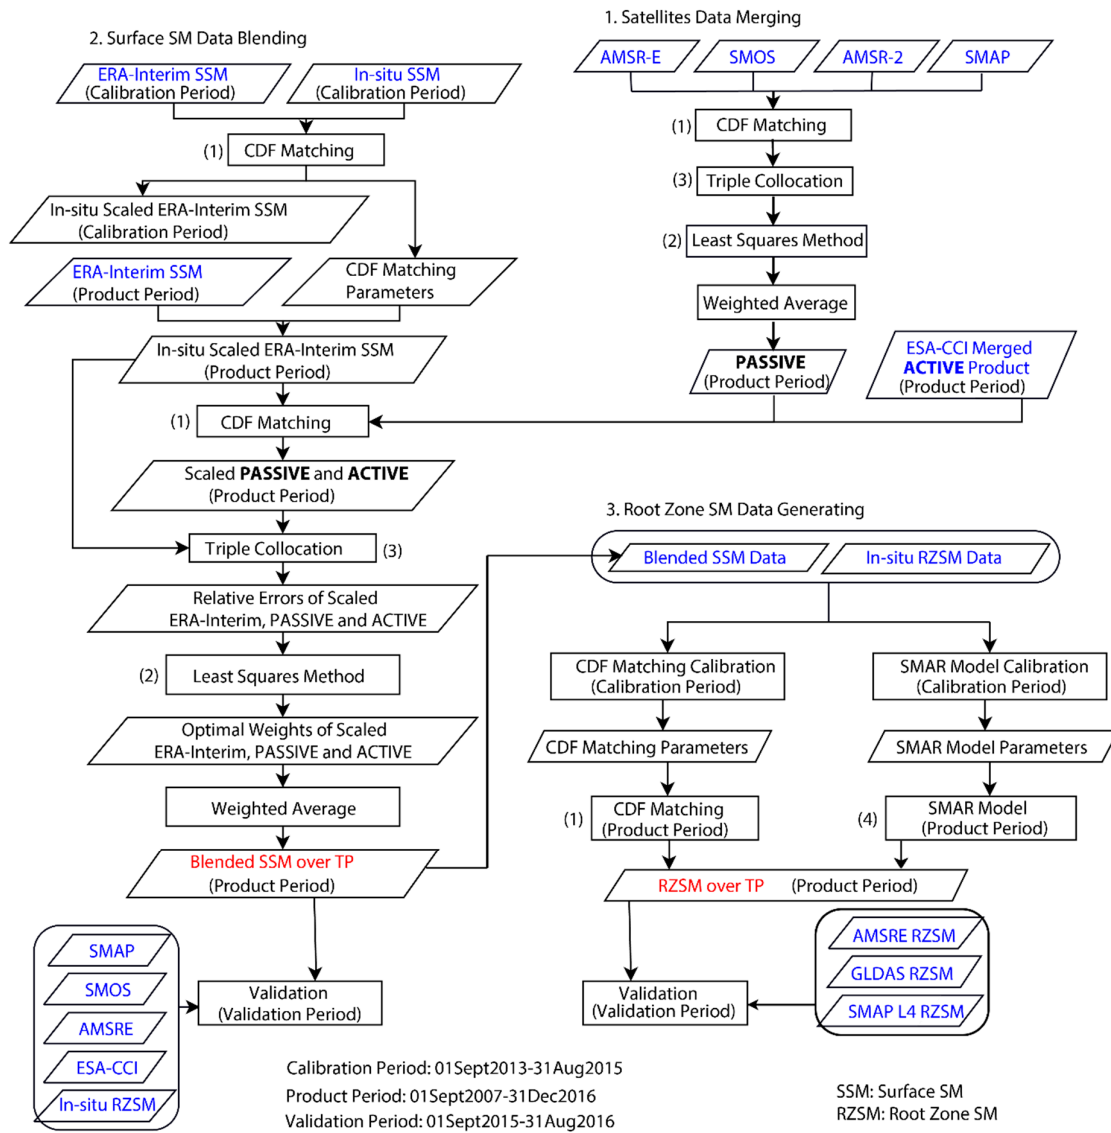 1. Satellites Data Merging
AMSR-E
SMOS
AMSR-2
SMAP
(1)
CDF Matching
(3)
Triple Collocation
(2)
Least Squares Method
Weighted Average
PASSIVE
(Product Period)
ESA-CCI Merged
ACTIVE Product
(Product Period)
2. Surface SM Data Blending
ERA-Interim SSM
(Calibration Period)
In-situ SSM
(Calibration Period)
(1)
CDF Matching
In-situ Scaled ERA-Interim SSM
(Calibration Period)
ERA-Interim SSM
(Product Period)
CDF Matching
Parameters
In-situ Scaled ERA-Interim SSM
(Product Period)
(1)
CDF Matching
Scaled PASSIVE and ACTIVE
(Product Period)
Triple Collocation
(3)
Relative Errors of Scaled
ERA-Interim, PASSIVE and ACTIVE
(2)
Least Squares Method
Optimal Weights of Scaled
ERA-Interim, PASSIVE and ACTIVE
Weighted Average
Blended SSM over TP
(Product Period)
SMAP
SMOS
AMSRE
ESA-CCI
In-situ RZSM
Validation
(Validation Period)
3. Root Zone SM Data Generating
Blended SSM Data
In-situ RZSM Data
CDF Matching Calibration
(Calibration Period)
SMAR Model Calibration
(Calibration Period)
CDF Matching Parameters
SMAR Model Parameters
(1)
CDF Matching
(Product Period)
(4)
SMAR Model
(Product Period)
RZSM over TP (Product Period)
AMSRE RZSM
GLDAS RZSM
SMAP L4 RZSM
Validation
(Validation Period)
Calibration Period: 01Sept2013-31Aug2015
Product Period: 01Sept2007-31Dec2016
Validation Period: 01Sept2015-31Aug2016
SSM: Surface SM
RZSM: Root Zone SM